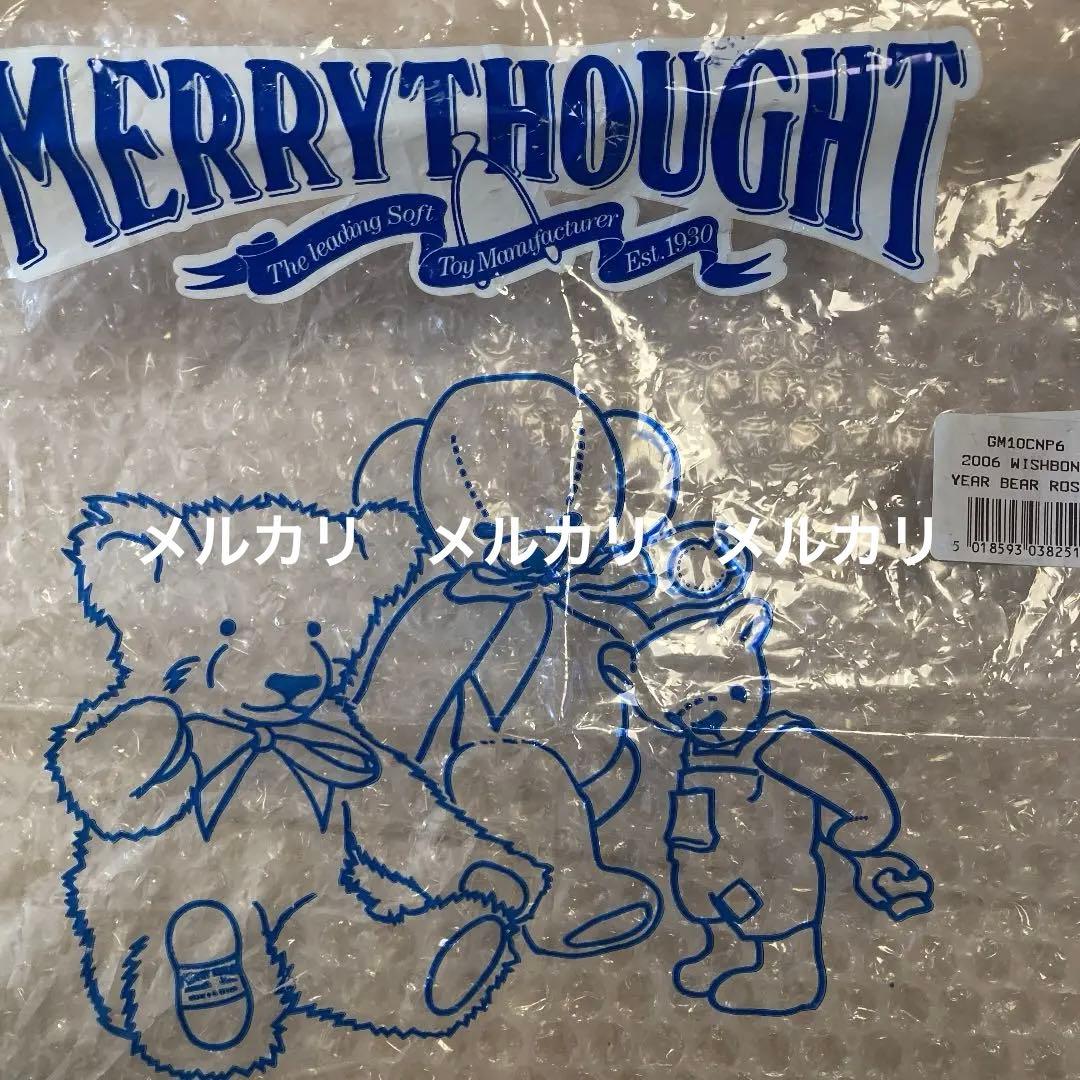 MERRYTHOUGHT
The leading Soft Toy Manufacturer Est. 1930
GM10CNP6
2006 WISHBON
YEAR BEAR ROS
5 018593 038251
メルカリ メルカリ メルカリ